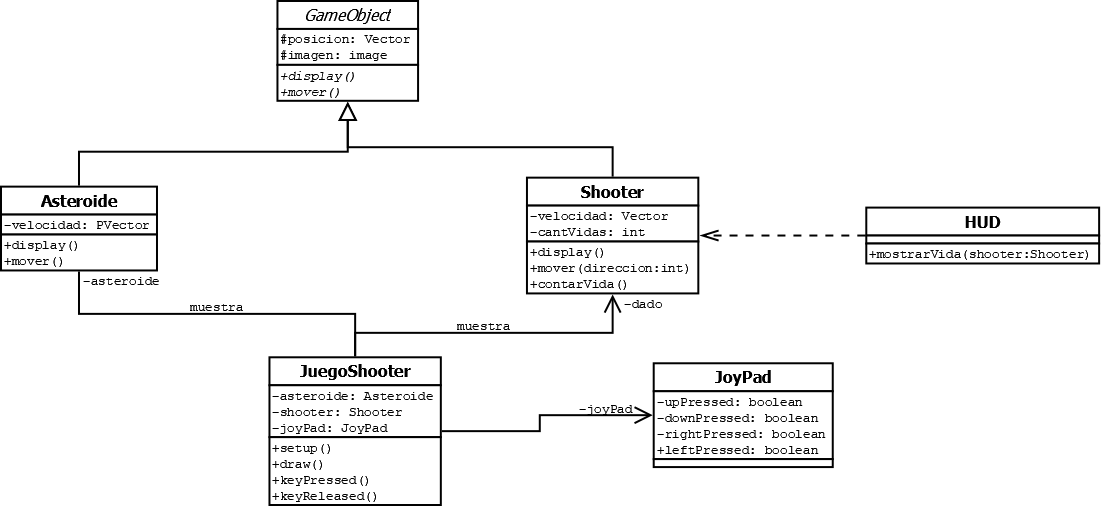 GameObject
#posicion: Vector
#imagen: image
+display()
+mover()
Asteroide
-velocidad: PVector
+display()
+mover()
-asteroide
muestra
Shooter
-velocidad: Vector
-cantVidas: int
+display()
+mover(direccion:int)
+contarVida()
-dado
muestra
HUD
+mostrarVida(shooter:Shooter)
JuegoShooter
-asteroide: Asteroide
-shooter: Shooter
-joyPad: JoyPad
+setup()
+draw()
+keyPressed()
+keyReleased()
-joyPad
JoyPad
-upPressed: boolean
-downPressed: boolean
-rightPressed: boolean
+leftPressed: boolean